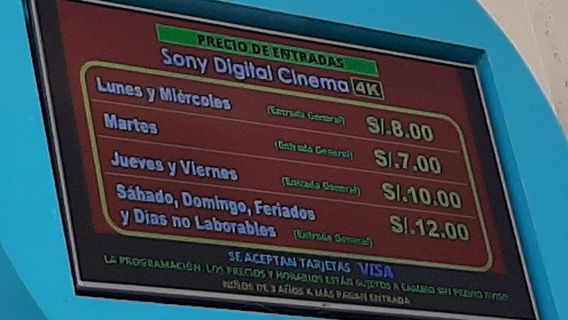 PRECIO DE ENTRADAS
Sony Digital Cinema 4K
Lunes y Miércoles (Entrada General) S/.8.00
Martes (Entrada General) S/.7.00
Jueves y Viernes (Entrada General) S/.10.00
Sábado, Domingo, Feriados
y Días no Laborables (Entrada General) S/.12.00
SE ACEPTAN TARJETAS VISA
LA PROGRAMACIÓN, LOS PRECIOS Y HORARIOS ESTÁN SUJETOS A CAMBIO SIN PREVIO AVISO
NIÑOS DE 3 AÑOS A MÁS PAGAN ENTRADA